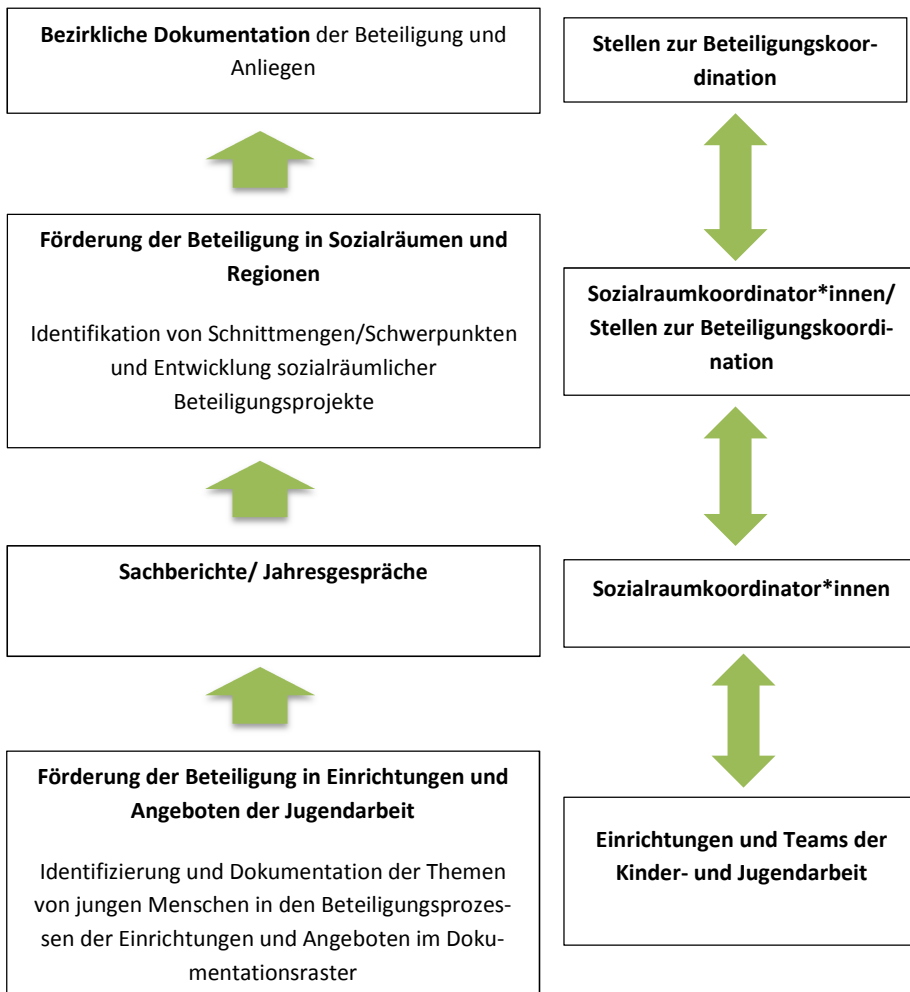 Bezirkliche Dokumentation der Beteiligung und
Anliegen
Stellen zur Beteiligungskoor-
dination
Förderung der Beteiligung in Sozialräumen und
Regionen
Identifikation von Schnittmengen/Schwerpunkten
und Entwicklung sozialräumlicher
Beteiligungsprojekte
Sozialraumkoordinator*innen/
Stellen zur Beteiligungskoordi-
nation
Sachberichte/ Jahresgespräche
Sozialraumkoordinator*innen
Förderung der Beteiligung in Einrichtungen und
Angeboten der Jugendarbeit
Identifizierung und Dokumentation der Themen
von jungen Menschen in den Beteiligungsprozes-
sen der Einrichtungen und Angeboten im Doku-
mentationsraster
Einrichtungen und Teams der
Kinder- und Jugendarbeit